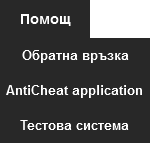 Помощ
Обратна връзка
AntiCheat application
Тестова система